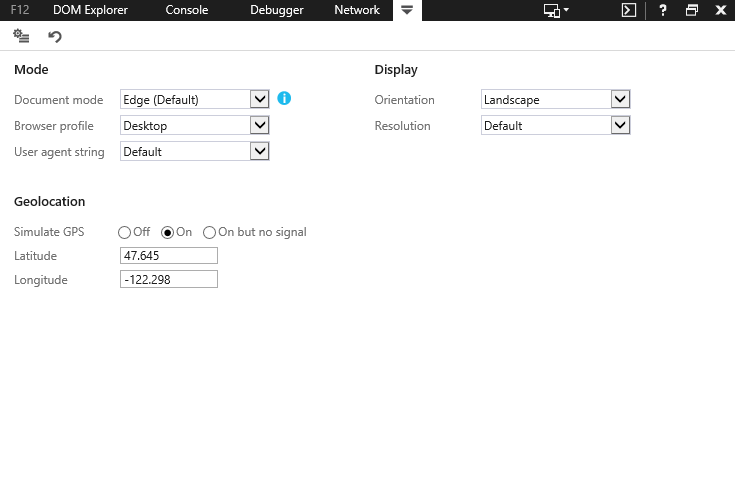 F12 DOM Explorer Console Debugger Network ?
Mode
Document mode Edge (Default) i
Browser profile Desktop
User agent string Default
Display
Orientation Landscape
Resolution Default
Geolocation
Simulate GPS Off On On but no signal
Latitude 47.645
Longitude -122.298